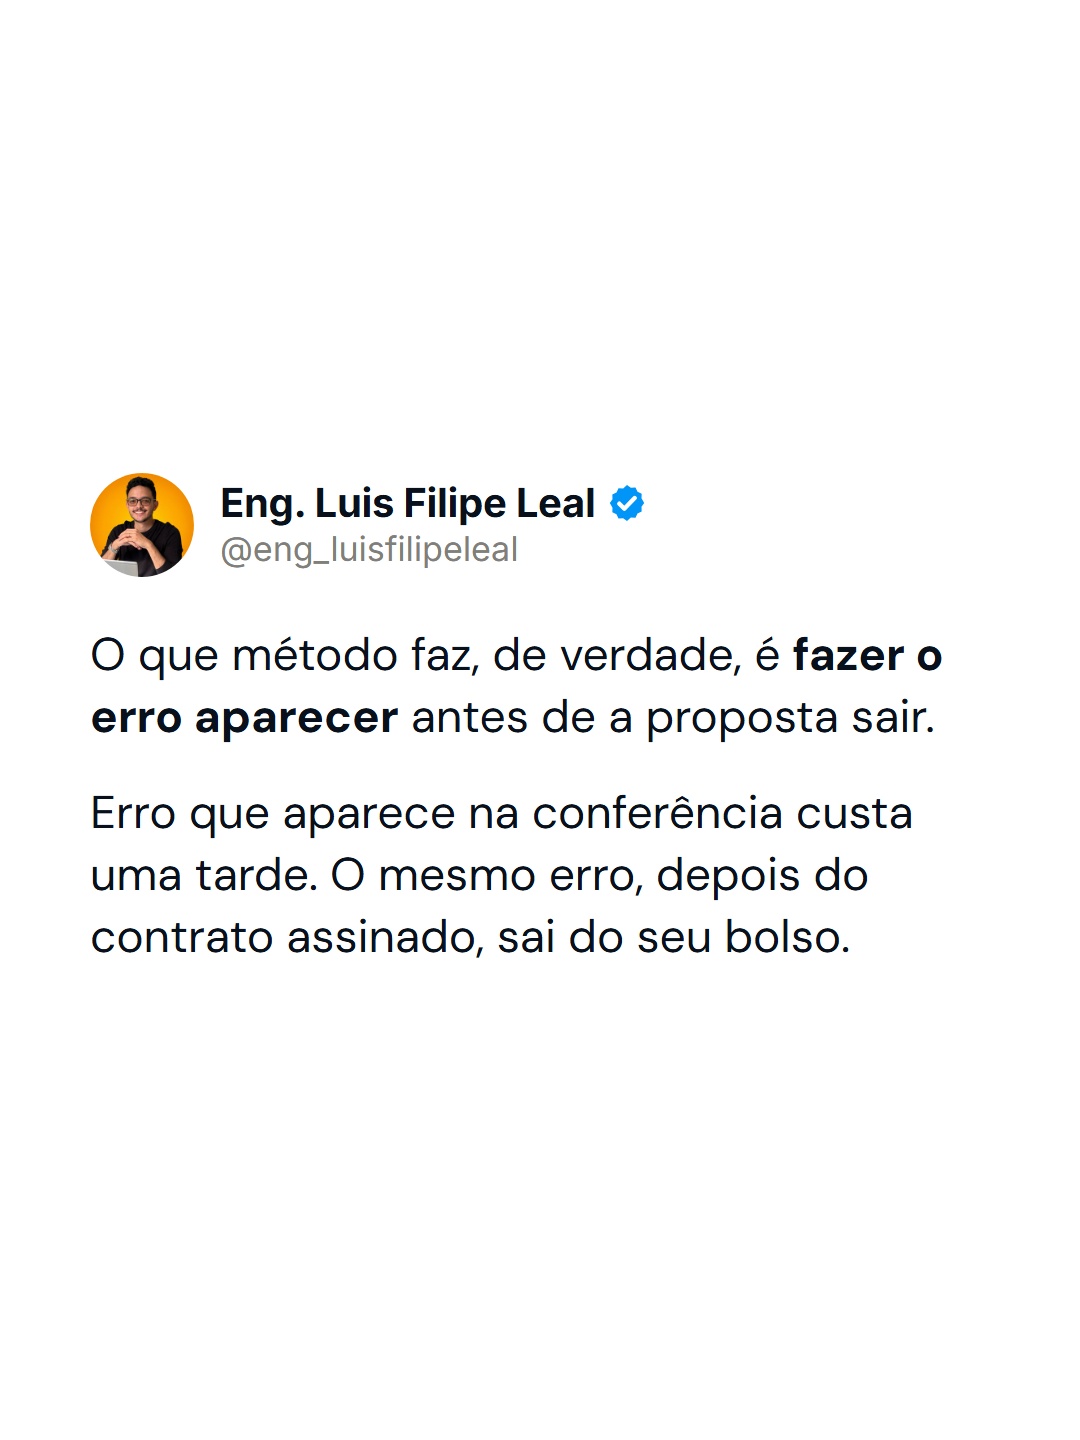 Eng. Luis Filipe Leal
@eng_luisfilipeleal
O que método faz, de verdade, é fazer o
erro aparecer antes de a proposta sair.
Erro que aparece na conferência custa
uma tarde. O mesmo erro, depois do
contrato assinado, sai do seu bolso.